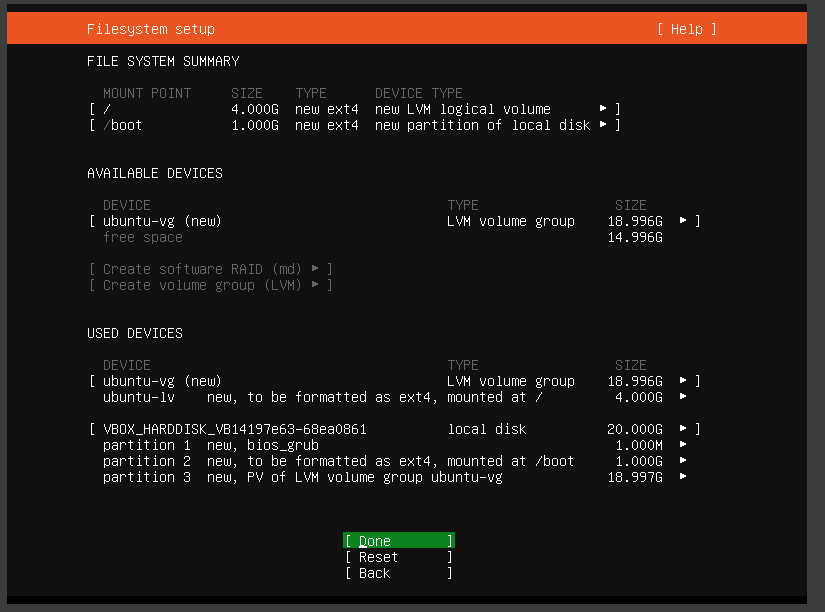 Filesystem setup [ Help ]
FILE SYSTEM SUMMARY
MOUNT POINT SIZE TYPE DEVICE TYPE
[ / 4.000G new ext4 new LVM logical volume ▸ ]
[ /boot 1.000G new ext4 new partition of local disk ▸ ]
AVAILABLE DEVICES
DEVICE TYPE SIZE
[ ubuntu-vg (new) LVM volume group 18.996G ▸ ]
free space 14.996G
[ Create software RAID (md) ▸ ]
[ Create volume group (LVM) ▸ ]
USED DEVICES
DEVICE TYPE SIZE
[ ubuntu-vg (new) LVM volume group 18.996G ▸ ]
ubuntu-lv new, to be formatted as ext4, mounted at / 4.000G ▸
[ VBOX_HARDDISK_VB14197e63-68ea0861 local disk 20.000G ▸ ]
partition 1 new, bios_grub 1.000M ▸
partition 2 new, to be formatted as ext4, mounted at /boot 1.000G ▸
partition 3 new, PV of LVM volume group ubuntu-vg 18.997G ▸
[ Done ]
[ Reset ]
[ Back ]